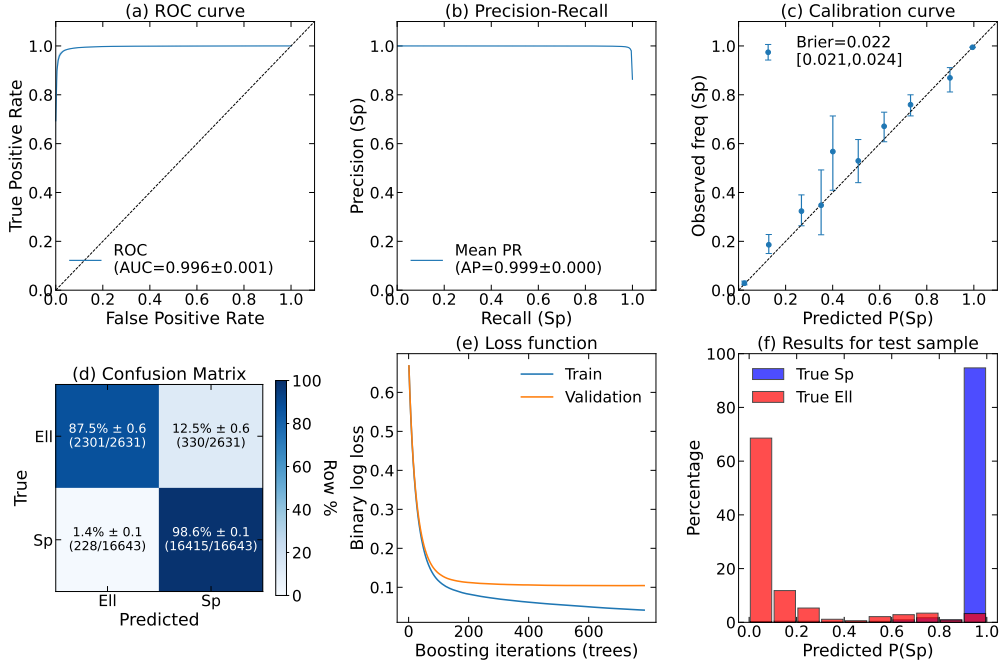 (a) ROC curve
True Positive Rate
1.0
0.8
0.6
0.4
0.2
0.0
ROC
(AUC=0.996±0.001)
0.0 0.2 0.4 0.6 0.8 1.0
False Positive Rate
(b) Precision-Recall
Precision (Sp)
1.0
0.8
0.6
0.4
0.2
0.0
Mean PR
(AP=0.999±0.000)
0.0 0.2 0.4 0.6 0.8 1.0
Recall (Sp)
(c) Calibration curve
Observed freq (Sp)
1.0
0.8
0.6
0.4
0.2
0.0
Brier=0.022
[0.021,0.024]
0.0 0.2 0.4 0.6 0.8 1.0
Predicted P(Sp)
(d) Confusion Matrix
True
Ell
Sp
87.5% ± 0.6
(2301/2631)
12.5% ± 0.6
(330/2631)
1.4% ± 0.1
(228/16643)
98.6% ± 0.1
(16415/16643)
Ell Sp
Predicted
100
80
60
40
20
0
Row %
(e) Loss function
Binary log loss
0.6
0.5
0.4
0.3
0.2
0.1
Train
Validation
0 200 400 600
Boosting iterations (trees)
(f) Results for test sample
Percentage
100
80
60
40
20
0
True Sp
True Ell
0.0 0.2 0.4 0.6 0.8 1.0
Predicted P(Sp)